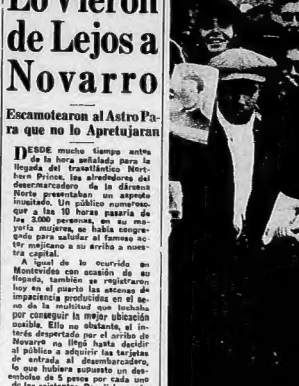 Lo Vieron
de Lejos a
Novarro
Escamotearon al Astro Pa-
ra que no lo Apretujaran
DESDE mucho tiempo antes
de la hora señalada para la
llegada del trasatlántico Nort-
hern Prince, los alrededores del
desemarcadero de la dársena
Norte presentaban un aspecto
inusitado. Un público numeroso,
que a las 10 horas pasaría de
las 3.000 personas, en su ma-
yoría mujeres, se había congre-
gado para saludar al famoso ac-
tor mejicano a su arribo a nues-
tra capital.
A igual de lo ocurrido en
Montevideo con ocasión de su
llegada, también se registraron
hoy en el puerto las escenas de
impaciencia producidas en el se-
no de la multitud que luchaba
por conseguir la mejor ubicación
posible. Ello no obstante, el in-
terés despertado por el arribo de
Novarro no llegó hasta decidir
al público a adquirir las tarjetas
de entrada al desembarcadero,
lo que hubiera supuesto un des-
embolso de 5 pesos por cada uno